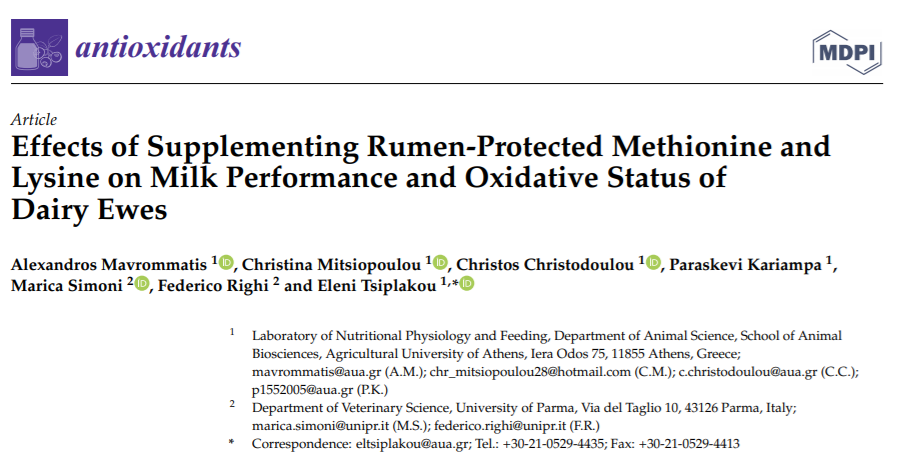 antioxidants
MDPI
Article
Effects of Supplementing Rumen-Protected Methionine and
Lysine on Milk Performance and Oxidative Status of
Dairy Ewes
Alexandros Mavrommatis 1 iD, Christina Mitsiopoulou 1 iD, Christos Christodoulou 1 iD, Paraskevi Kariampa 1,
Marica Simoni 2 iD, Federico Righi 2 and Eleni Tsiplakou 1,* iD
1 Laboratory of Nutritional Physiology and Feeding, Department of Animal Science, School of Animal
Biosciences, Agricultural University of Athens, Iera Odos 75, 11855 Athens, Greece;
mavrommatis@aua.gr (A.M.); chr_mitsiopoulou28@hotmail.com (C.M.); c.christodoulou@aua.gr (C.C.);
p1552005@aua.gr (P.K.)
2 Department of Veterinary Science, University of Parma, Via del Taglio 10, 43126 Parma, Italy;
marica.simoni@unipr.it (M.S.); federico.righi@unipr.it (F.R.)
* Correspondence: eltsiplakou@aua.gr; Tel.: +30-21-0529-4435; Fax: +30-21-0529-4413